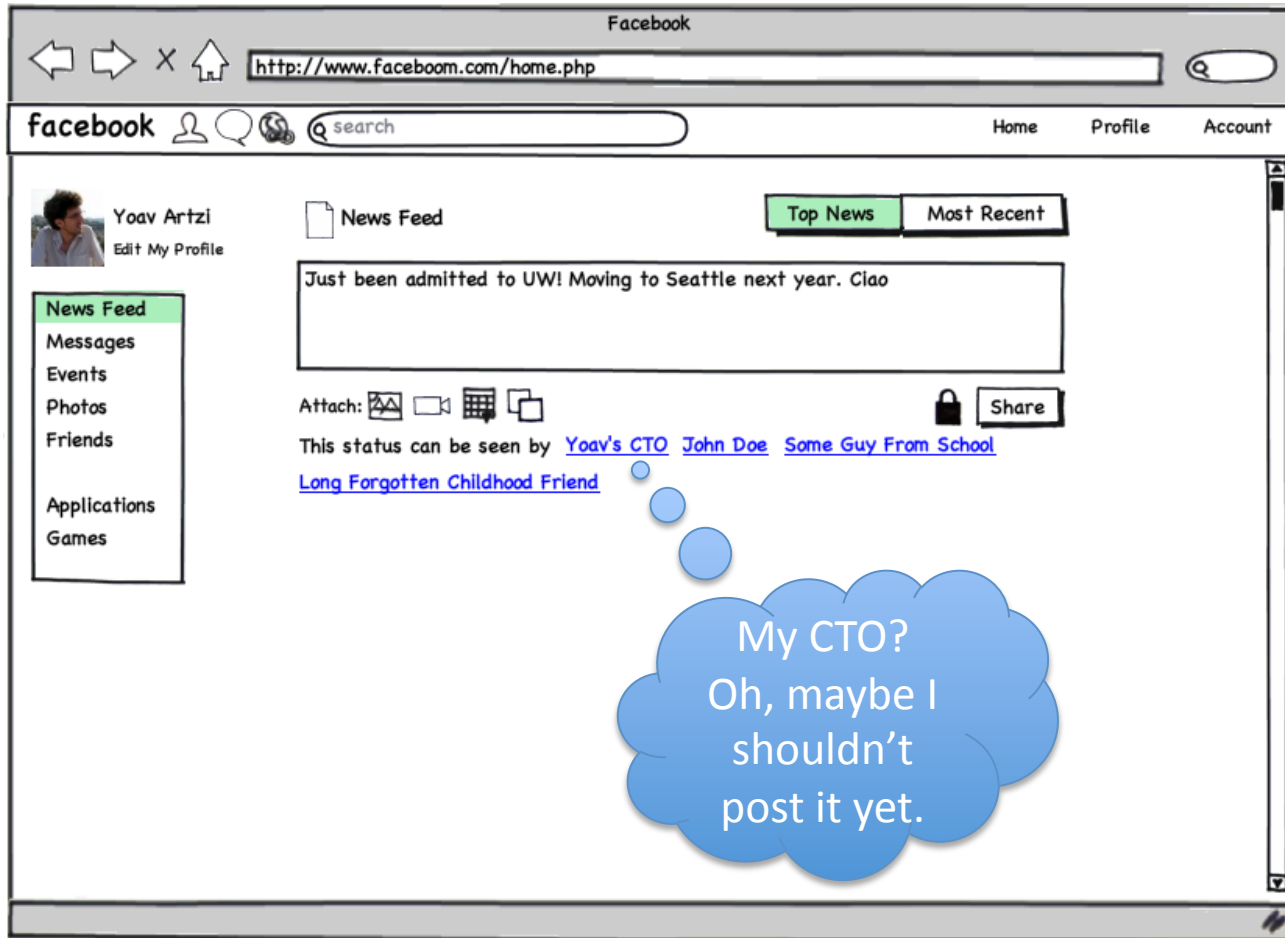 Facebook
http://www.faceboom.com/home.php
facebook search Home Profile Account
Yoav Artzi
Edit My Profile
News Feed
Messages
Events
Photos
Friends
Applications
Games
News Feed Top News Most Recent
Just been admitted to UW! Moving to Seattle next year. Ciao
Attach: Share
This status can be seen by Yoav's CTO John Doe Some Guy From School
Long Forgotten Childhood Friend
My CTO?
Oh, maybe I
shouldn't
post it yet.